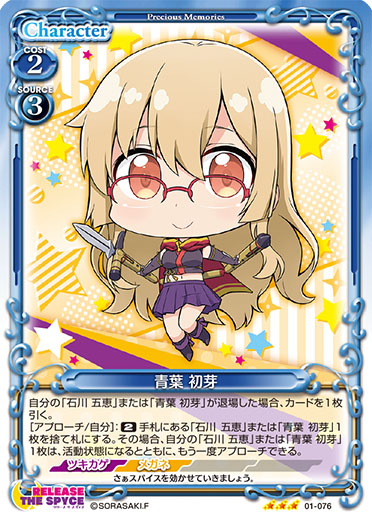 Precious Memories
Character
COST
2
SOURCE
3
青葉 初芽
自分の「石川 五恵」または「青葉 初芽」が退場した場合、カードを1枚
引く。
[アプローチ/自分]:2 手札にある「石川 五恵」または「青葉 初芽」1
枚を捨て札にする。その場合、自分の「石川 五恵」または「青葉 初芽」
1枚は、活動状態になるとともに、もう一度アプローチできる。
ツキカゲ メガネ
さぁスパイスを効かせていきましょう。
RELEASE
THE SPYCE
©SORASAKI.F
01-076